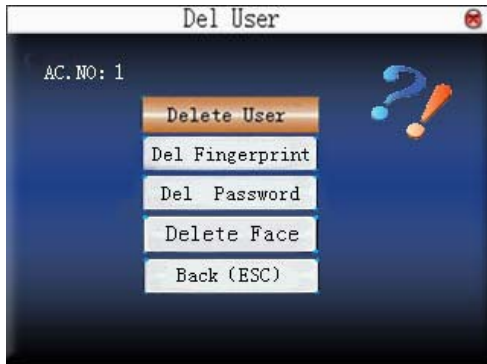 Del User
AC.NO: 1
Delete User
Del Fingerprint
Del Password
Delete Face
Back (ESC)